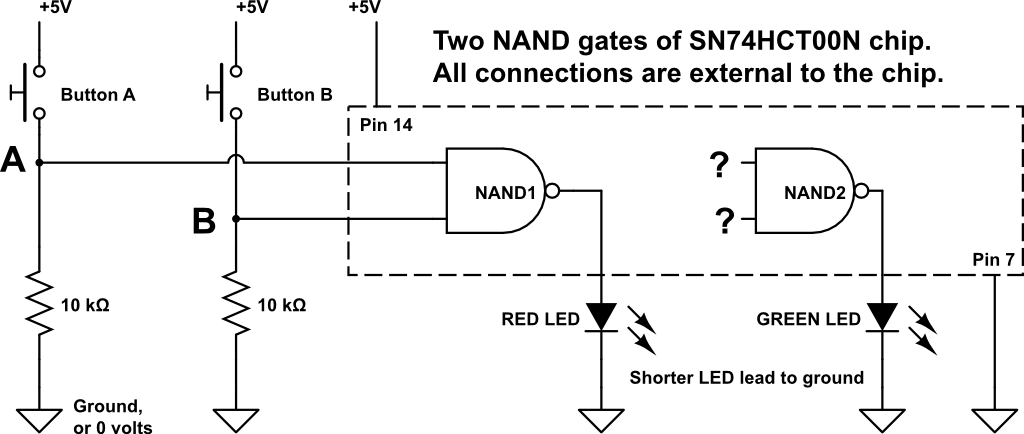 +5V
+5V
+5V
Two NAND gates of SN74HCT00N chip.
All connections are external to the chip.
Button A
Button B
Pin 14
A
?
NAND1
NAND2
B
?
Pin 7
10 kΩ
10 kΩ
RED LED
GREEN LED
Shorter LED lead to ground
Ground,
or 0 volts